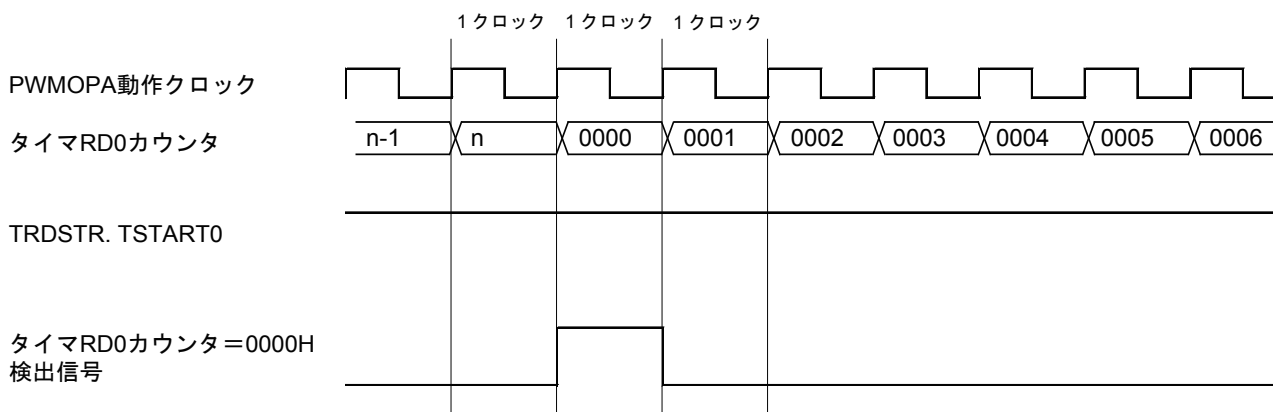 1 クロック 1 クロック 1 クロック
PWMOPA動作クロック
タイマRD0カウンタ n-1 n 0000 0001 0002 0003 0004 0005 0006
TRDSTR. TSTART0
タイマRD0カウンタ＝0000H
検出信号